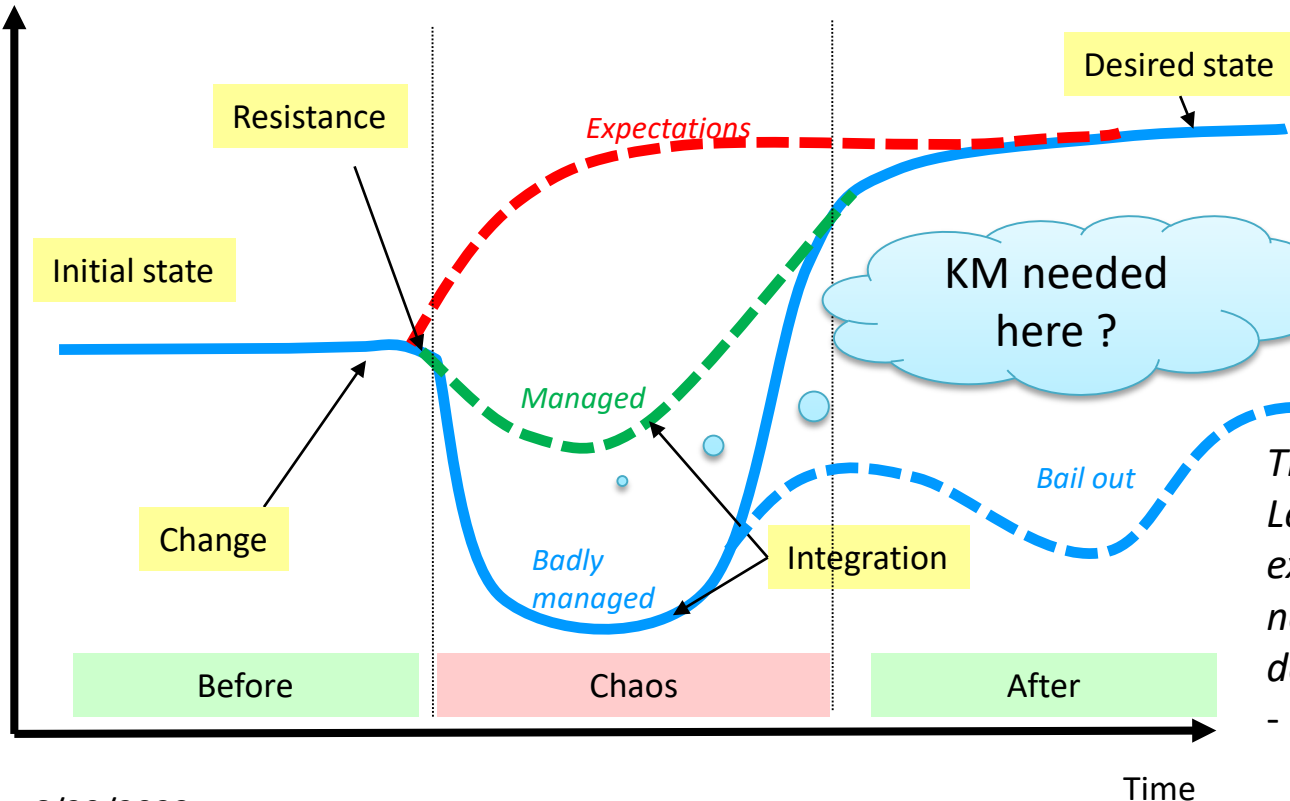 Desired state
Resistance
Expectations
Initial state
KM needed
here ?
Managed
Bail out
Change
Badly
managed
Integration
Before
Chaos
After
-
Time